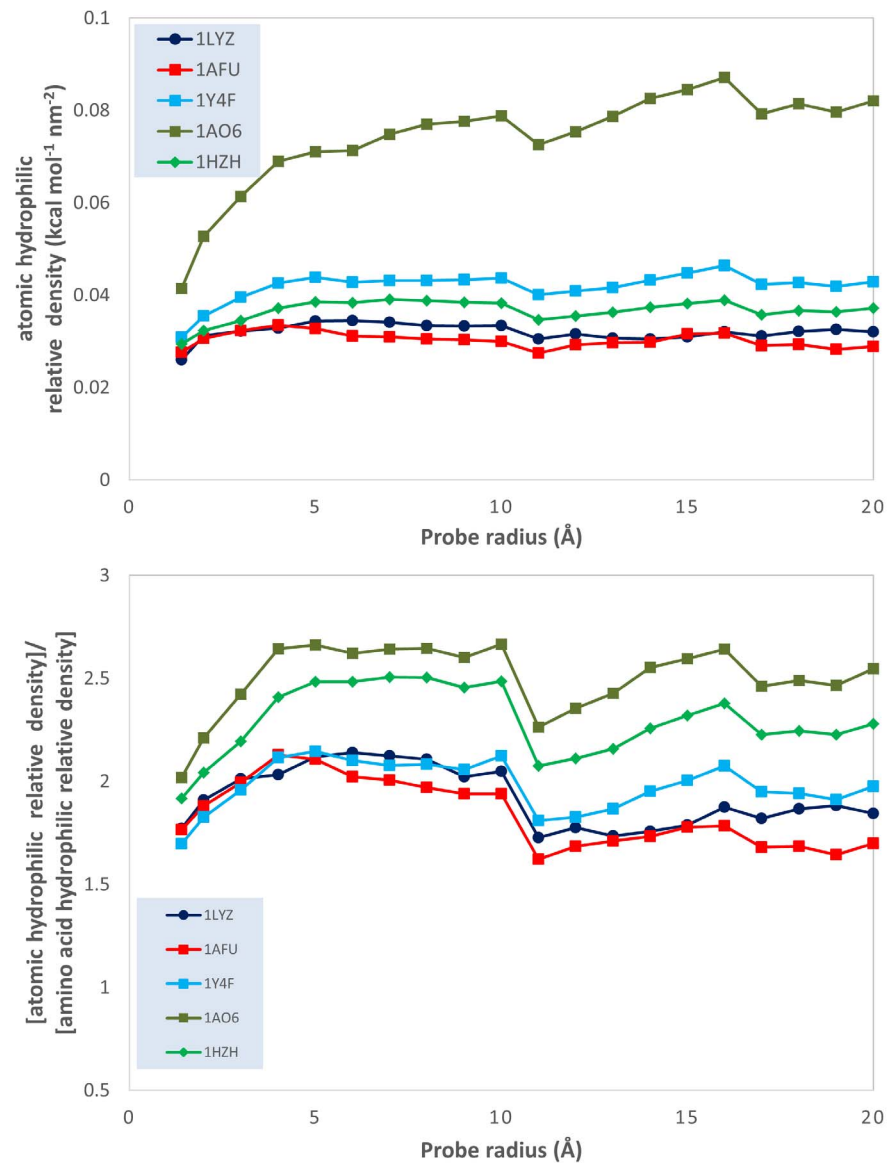 0.1
0.08
0.06
0.04
0.02
0
1LYZ
1AFU
1Y4F
1AO6
1HZH
atomic hydrophilic
relative density (kcal mol⁻¹ nm⁻²)
0 5 10 15 20
Probe radius (Å)
3
2.5
2
1.5
1
0.5
[atomic hydrophilic relative density]/
[amino acid hydrophilic relative density]
1LYZ
1AFU
1Y4F
1AO6
1HZH
0 5 10 15 20
Probe radius (Å)